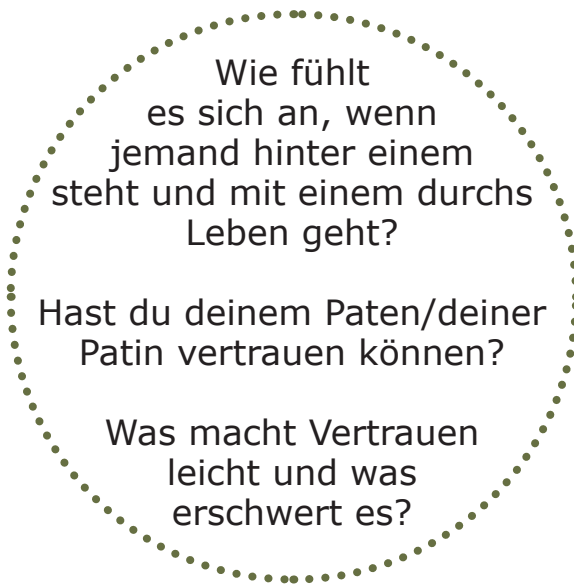 Wie fühlt
es sich an, wenn
jemand hinter einem
steht und mit einem durchs
Leben geht?
Hast du deinem Paten/deiner
Patin vertrauen können?
Was macht Vertrauen
leicht und was
erschwert es?